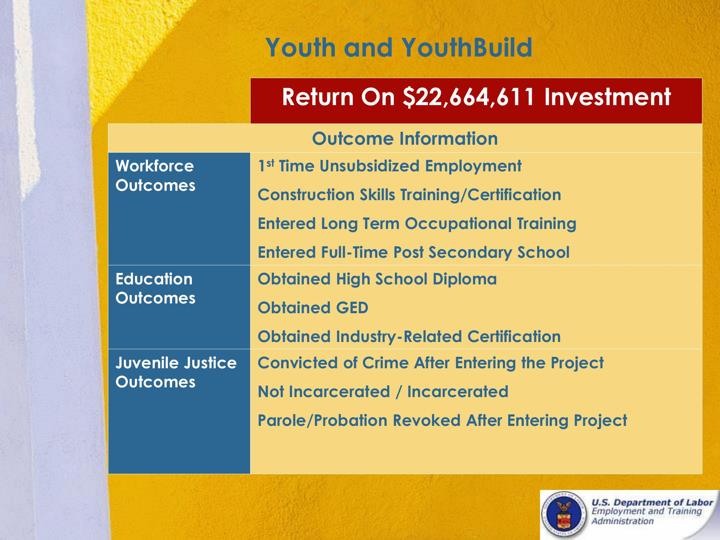 Youth and YouthBuild
Return On $22,664,611 Investment
Outcome Information
Workforce
Outcomes
1st Time Unsubsidized Employment
Construction Skills Training/Certification
Entered Long Term Occupational Training
Entered Full-Time Post Secondary School
Education
Outcomes
Obtained High School Diploma
Obtained GED
Obtained Industry-Related Certification
Juvenile Justice
Outcomes
Convicted of Crime After Entering the Project
Not Incarcerated / Incarcerated
Parole/Probation Revoked After Entering Project
U.S. Department of Labor
Employment and Training
Administration